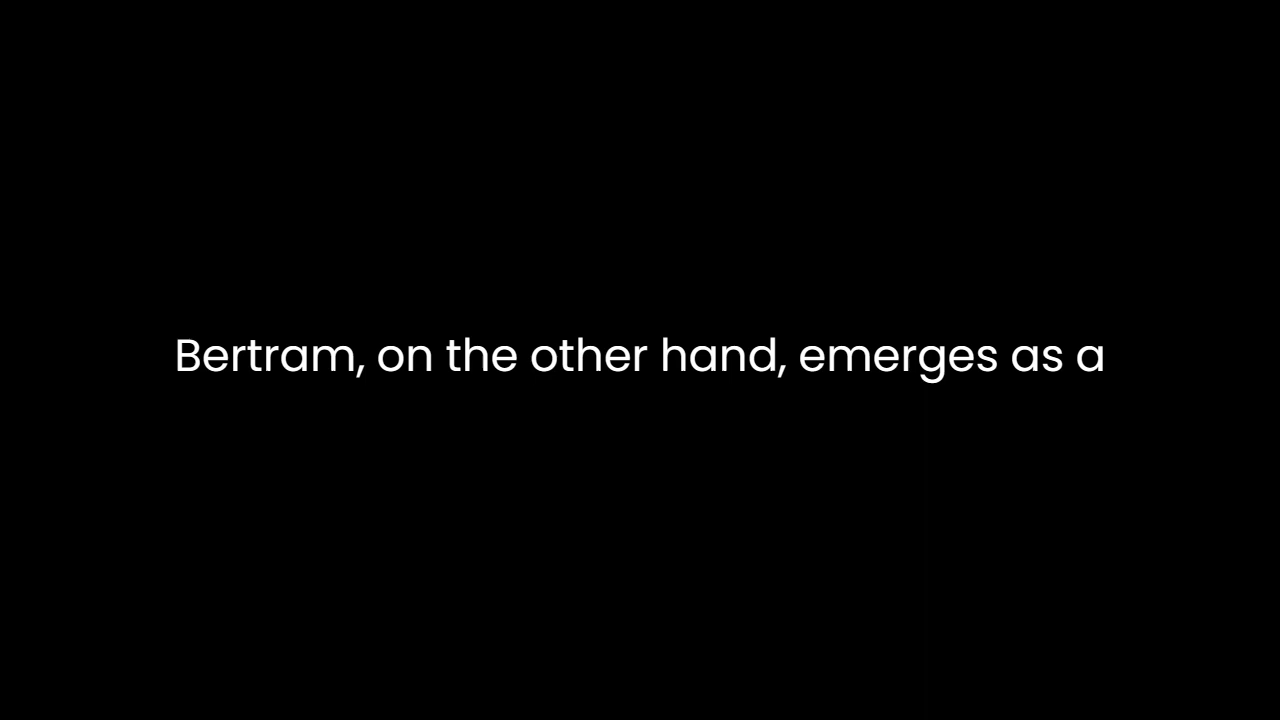 Bertram, on the other hand, emerges as a